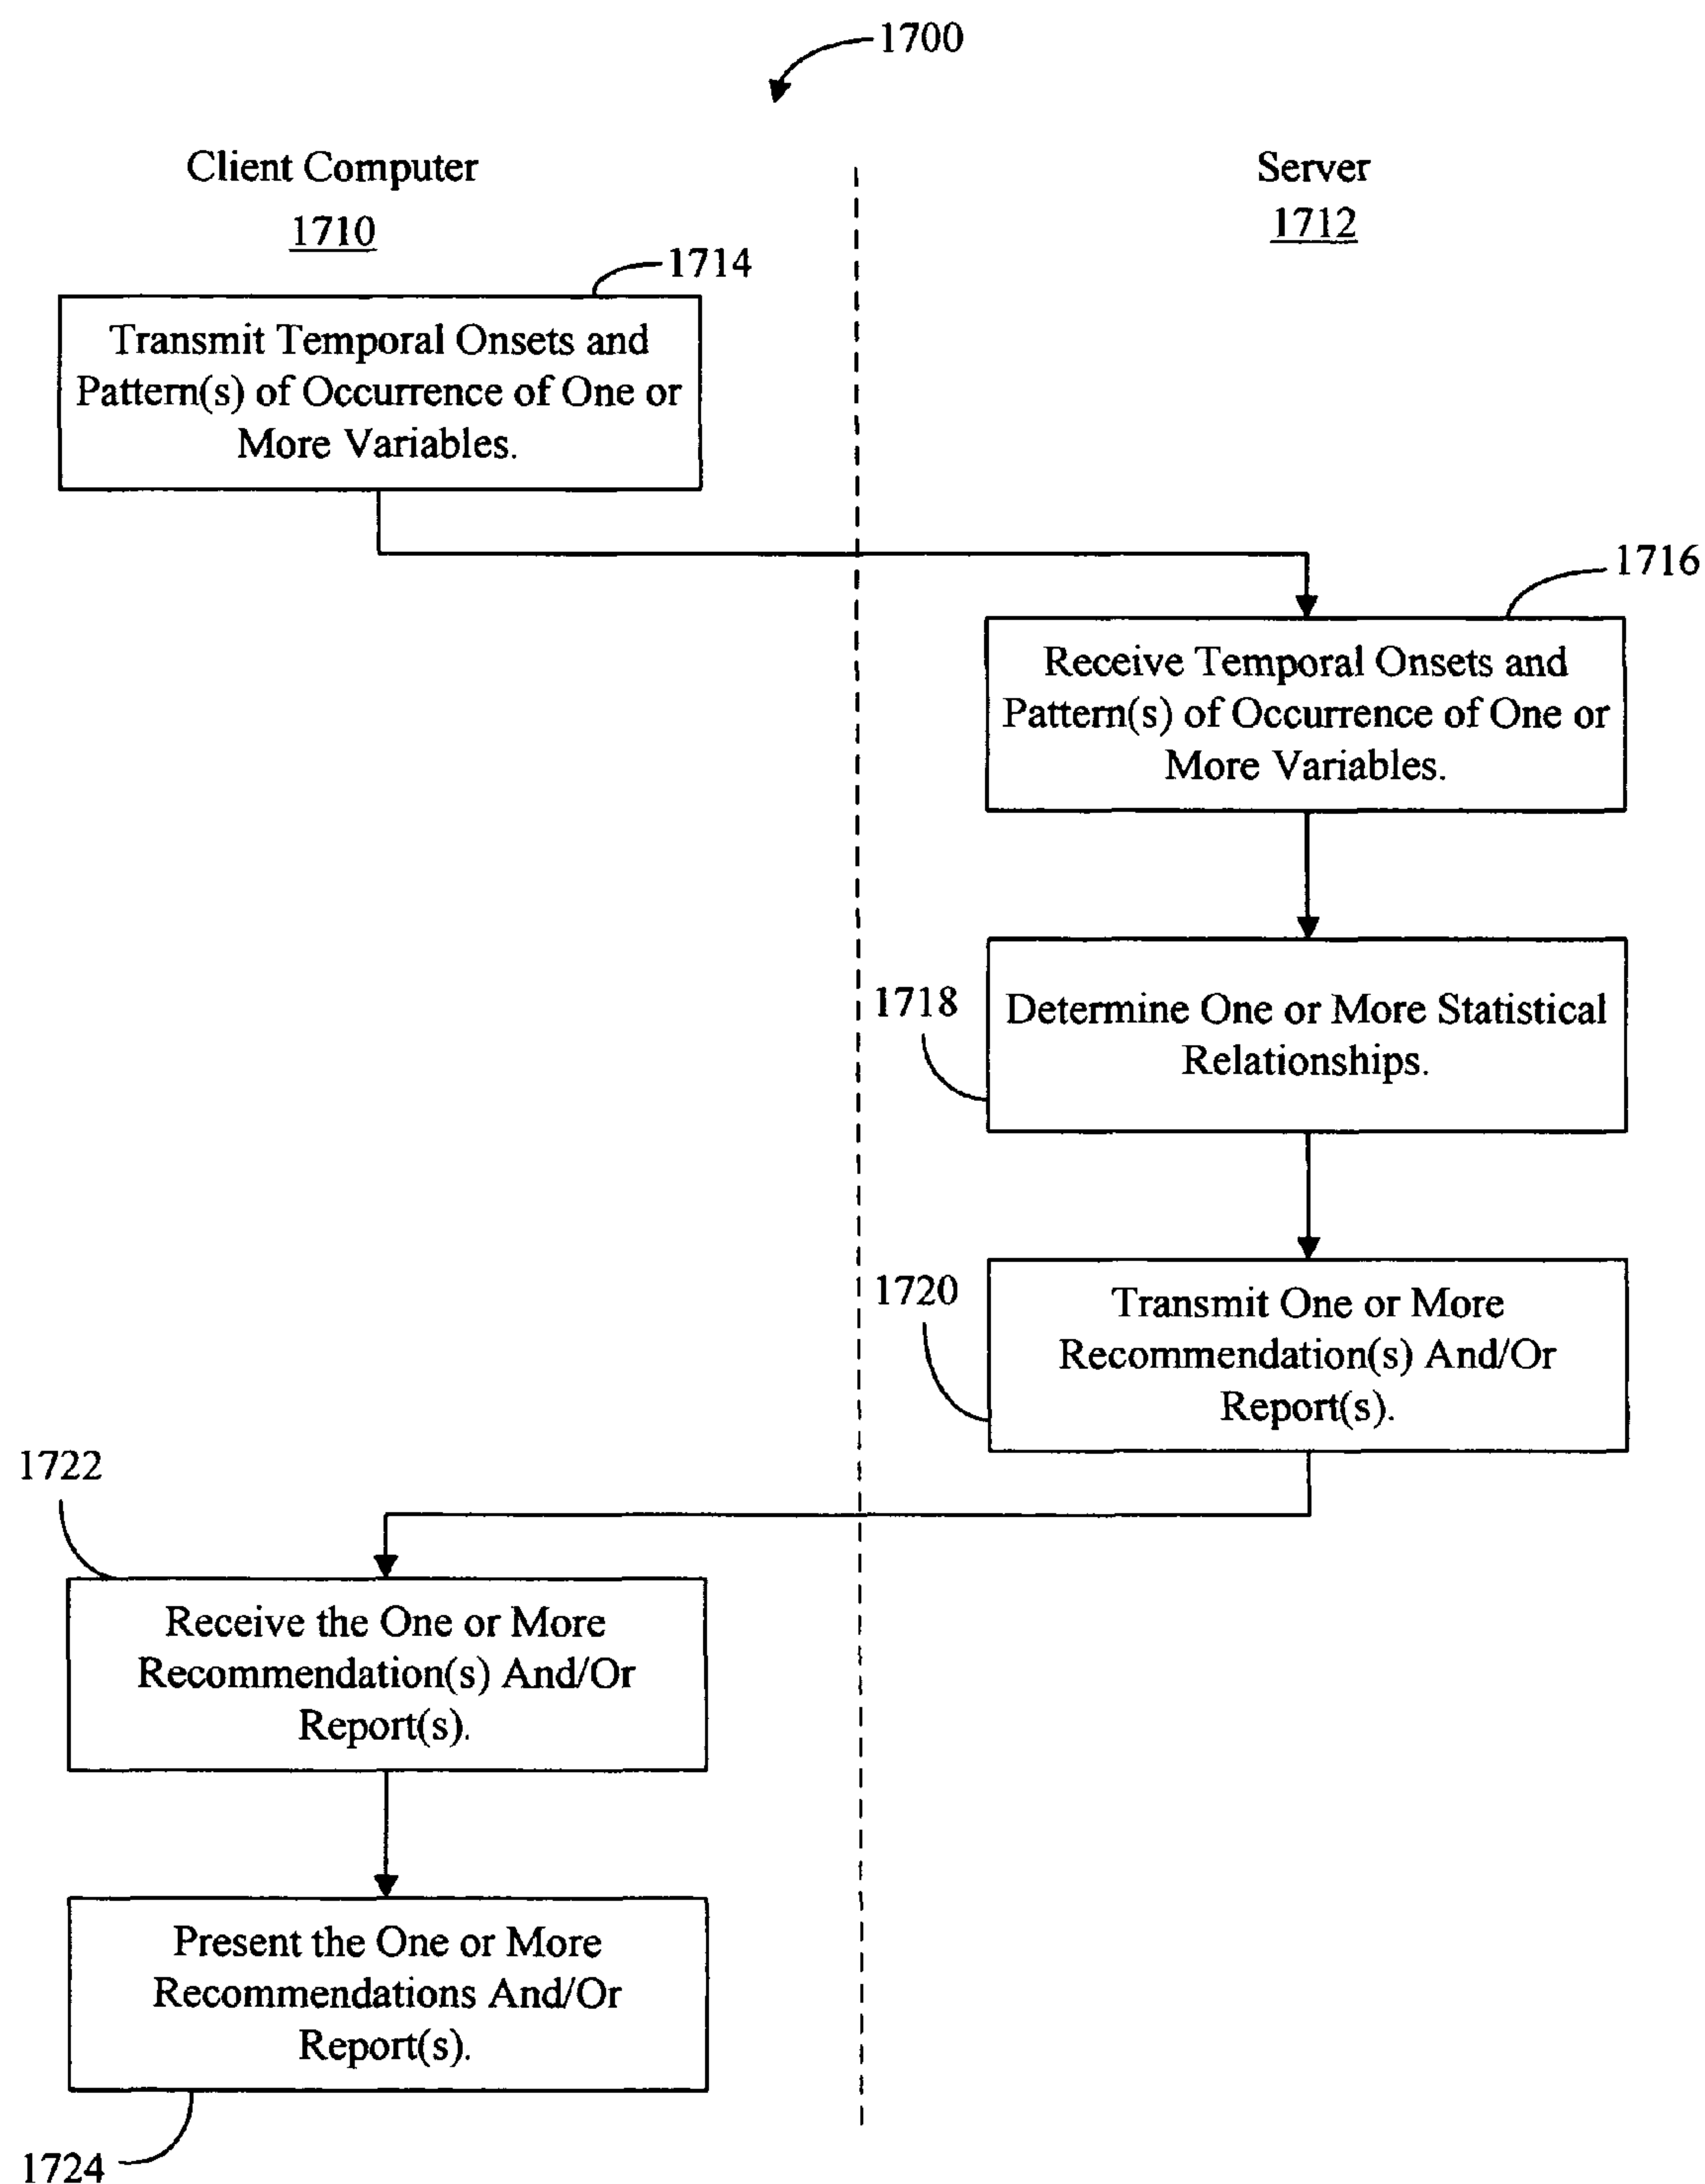 1700
Client Computer
1710
Server
1712
1714
Transmit Temporal Onsets and
Pattern(s) of Occurrence of One or
More Variables.
1716
Receive Temporal Onsets and
Pattern(s) of Occurrence of One or
More Variables.
1718
Determine One or More Statistical
Relationships.
1720
Transmit One or More
Recommendation(s) And/Or
Report(s).
1722
Receive the One or More
Recommendation(s) And/Or
Report(s).
Present the One or More
Recommendations And/Or
Report(s).
1724